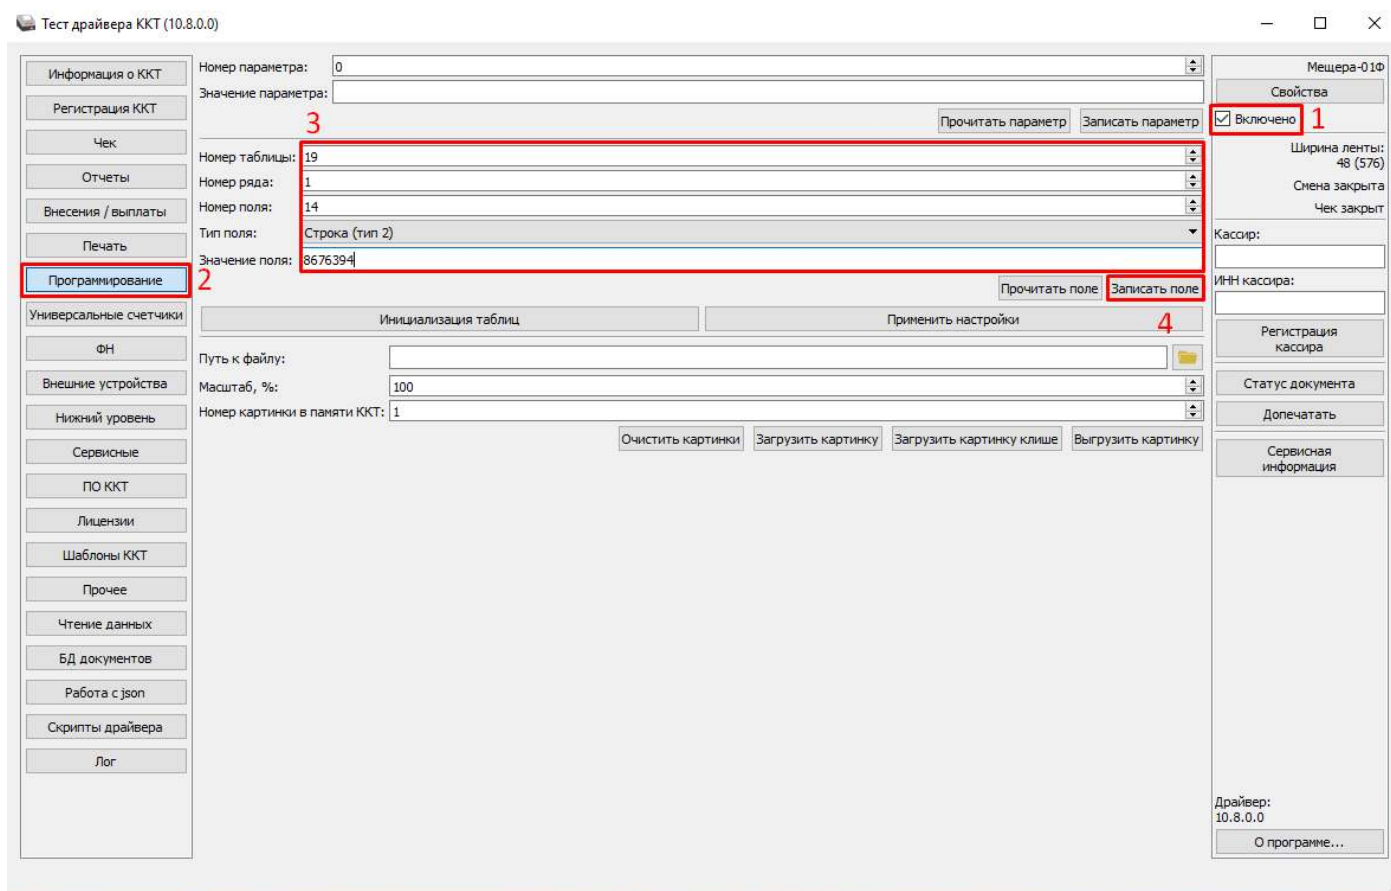 Тест драйвера ККТ (10.8.0.0)
Информация о ККТ
Регистрация ККТ
Чек
Отчеты
Внесения / выплаты
Печать
Программирование
2
Универсальные счетчики
ФН
Внешние устройства
Нижний уровень
Сервисные
ПО ККТ
Лицензии
Шаблоны ККТ
Прочее
Чтение данных
БД документов
Работа с json
Скрипты драйвера
Лог
Номер параметра: 0
Значение параметра:
Прочитать параметр Записать параметр
3
Номер таблицы: 19
Номер ряда: 1
Номер поля: 14
Тип поля: Строка (тип 2)
Значение поля: 8676394
Прочитать поле Записать поле
4
Инициализация таблиц Применить настройки
Путь к файлу:
Масштаб, %: 100
Номер картинки в памяти ККТ: 1
Очистить картинки Загрузить картинку Загрузить картинку клише Выгрузить картинку
Мещера-01Ф
Свойства
Включено 1
Ширина ленты:
48 (576)
Смена закрыта
Чек закрыт
Кассир:
ИНН кассира:
Регистрация
кассира
Статус документа
Допечатать
Сервисная
информация
Драйвер:
10.8.0.0
О программе...